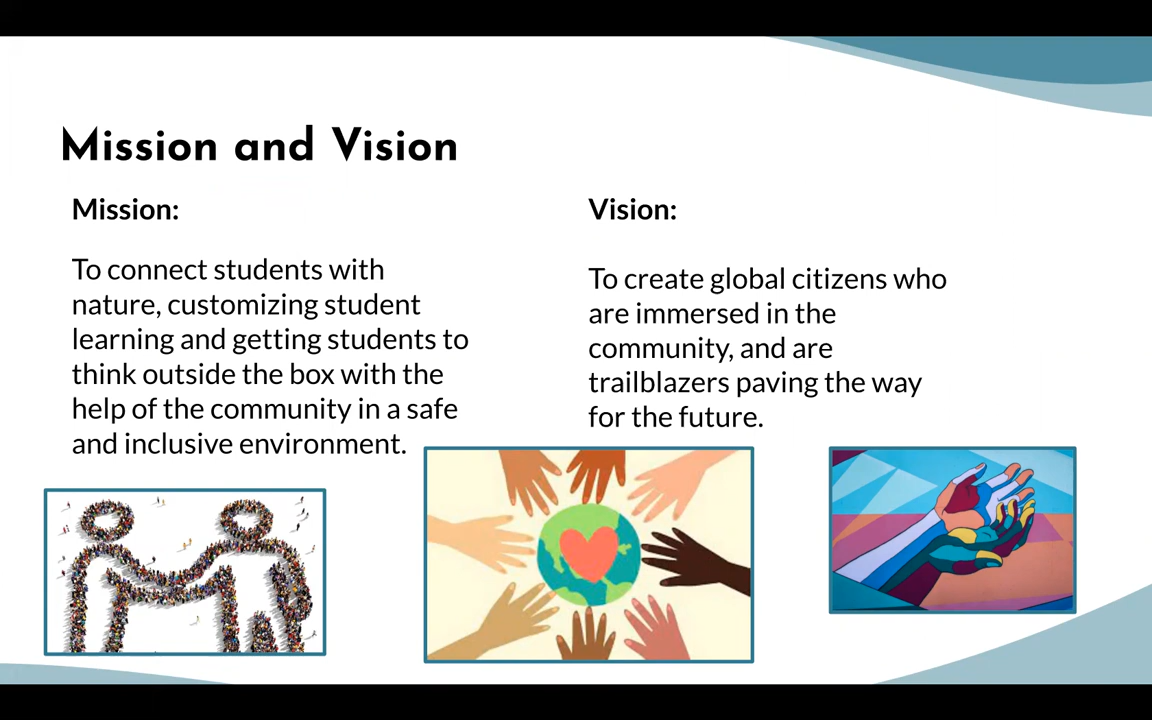 Mission and Vision
Mission:
To connect students with
nature, customizing student
learning and getting students to
think outside the box with the
help of the community in a safe
and inclusive environment.
Vision:
To create global citizens who
are immersed in the
community, and are
trailblazers paving the way
for the future.